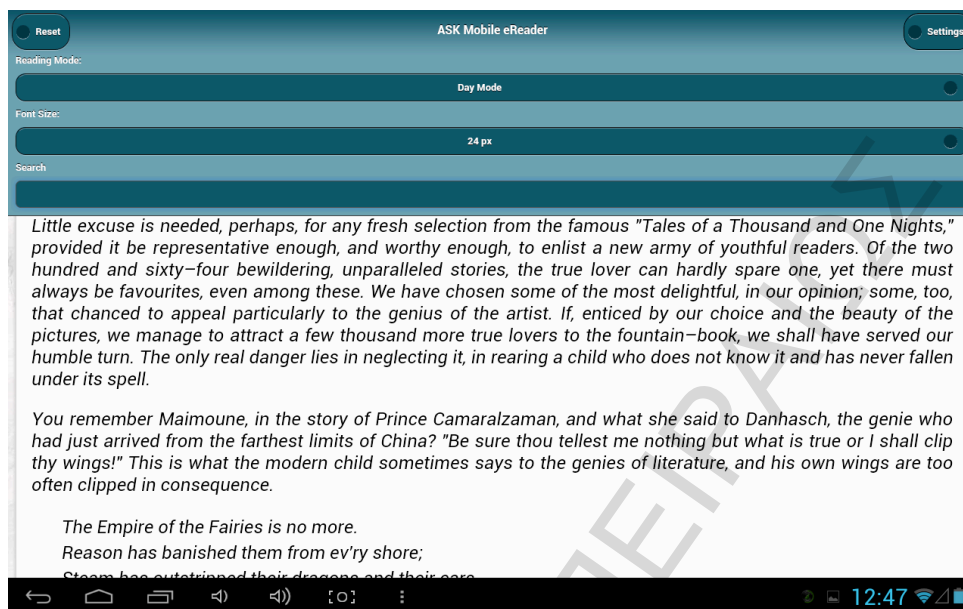 Reset
ASK Mobile eReader
Settings
Reading Mode:
Day Mode
Font Size:
24 px
Search
Little excuse is needed, perhaps, for any fresh selection from the famous "Tales of a Thousand and One Nights,"
provided it be representative enough, and worthy enough, to enlist a new army of youthful readers. Of the two
hundred and sixty–four bewildering, unparalleled stories, the true lover can hardly spare one, yet there must
always be favourites, even among these. We have chosen some of the most delightful, in our opinion; some, too,
that chanced to appeal particularly to the genius of the artist. If, enticed by our choice and the beauty of the
pictures, we manage to attract a few thousand more true lovers to the fountain–book, we shall have served our
humble turn. The only real danger lies in neglecting it, in rearing a child who does not know it and has never fallen
under its spell.
You remember Maimoune, in the story of Prince Camaralzaman, and what she said to Danhasch, the genie who
had just arrived from the farthest limits of China? "Be sure thou tellest me nothing but what is true or I shall clip
thy wings!" This is what the modern child sometimes says to the genies of literature, and his own wings are too
often clipped in consequence.
The Empire of the Fairies is no more.
Reason has banished them from ev'ry shore;
Steam has outstripped their dragons and their cars,
12:47
ΠΕΙΡΑΙΩΣ